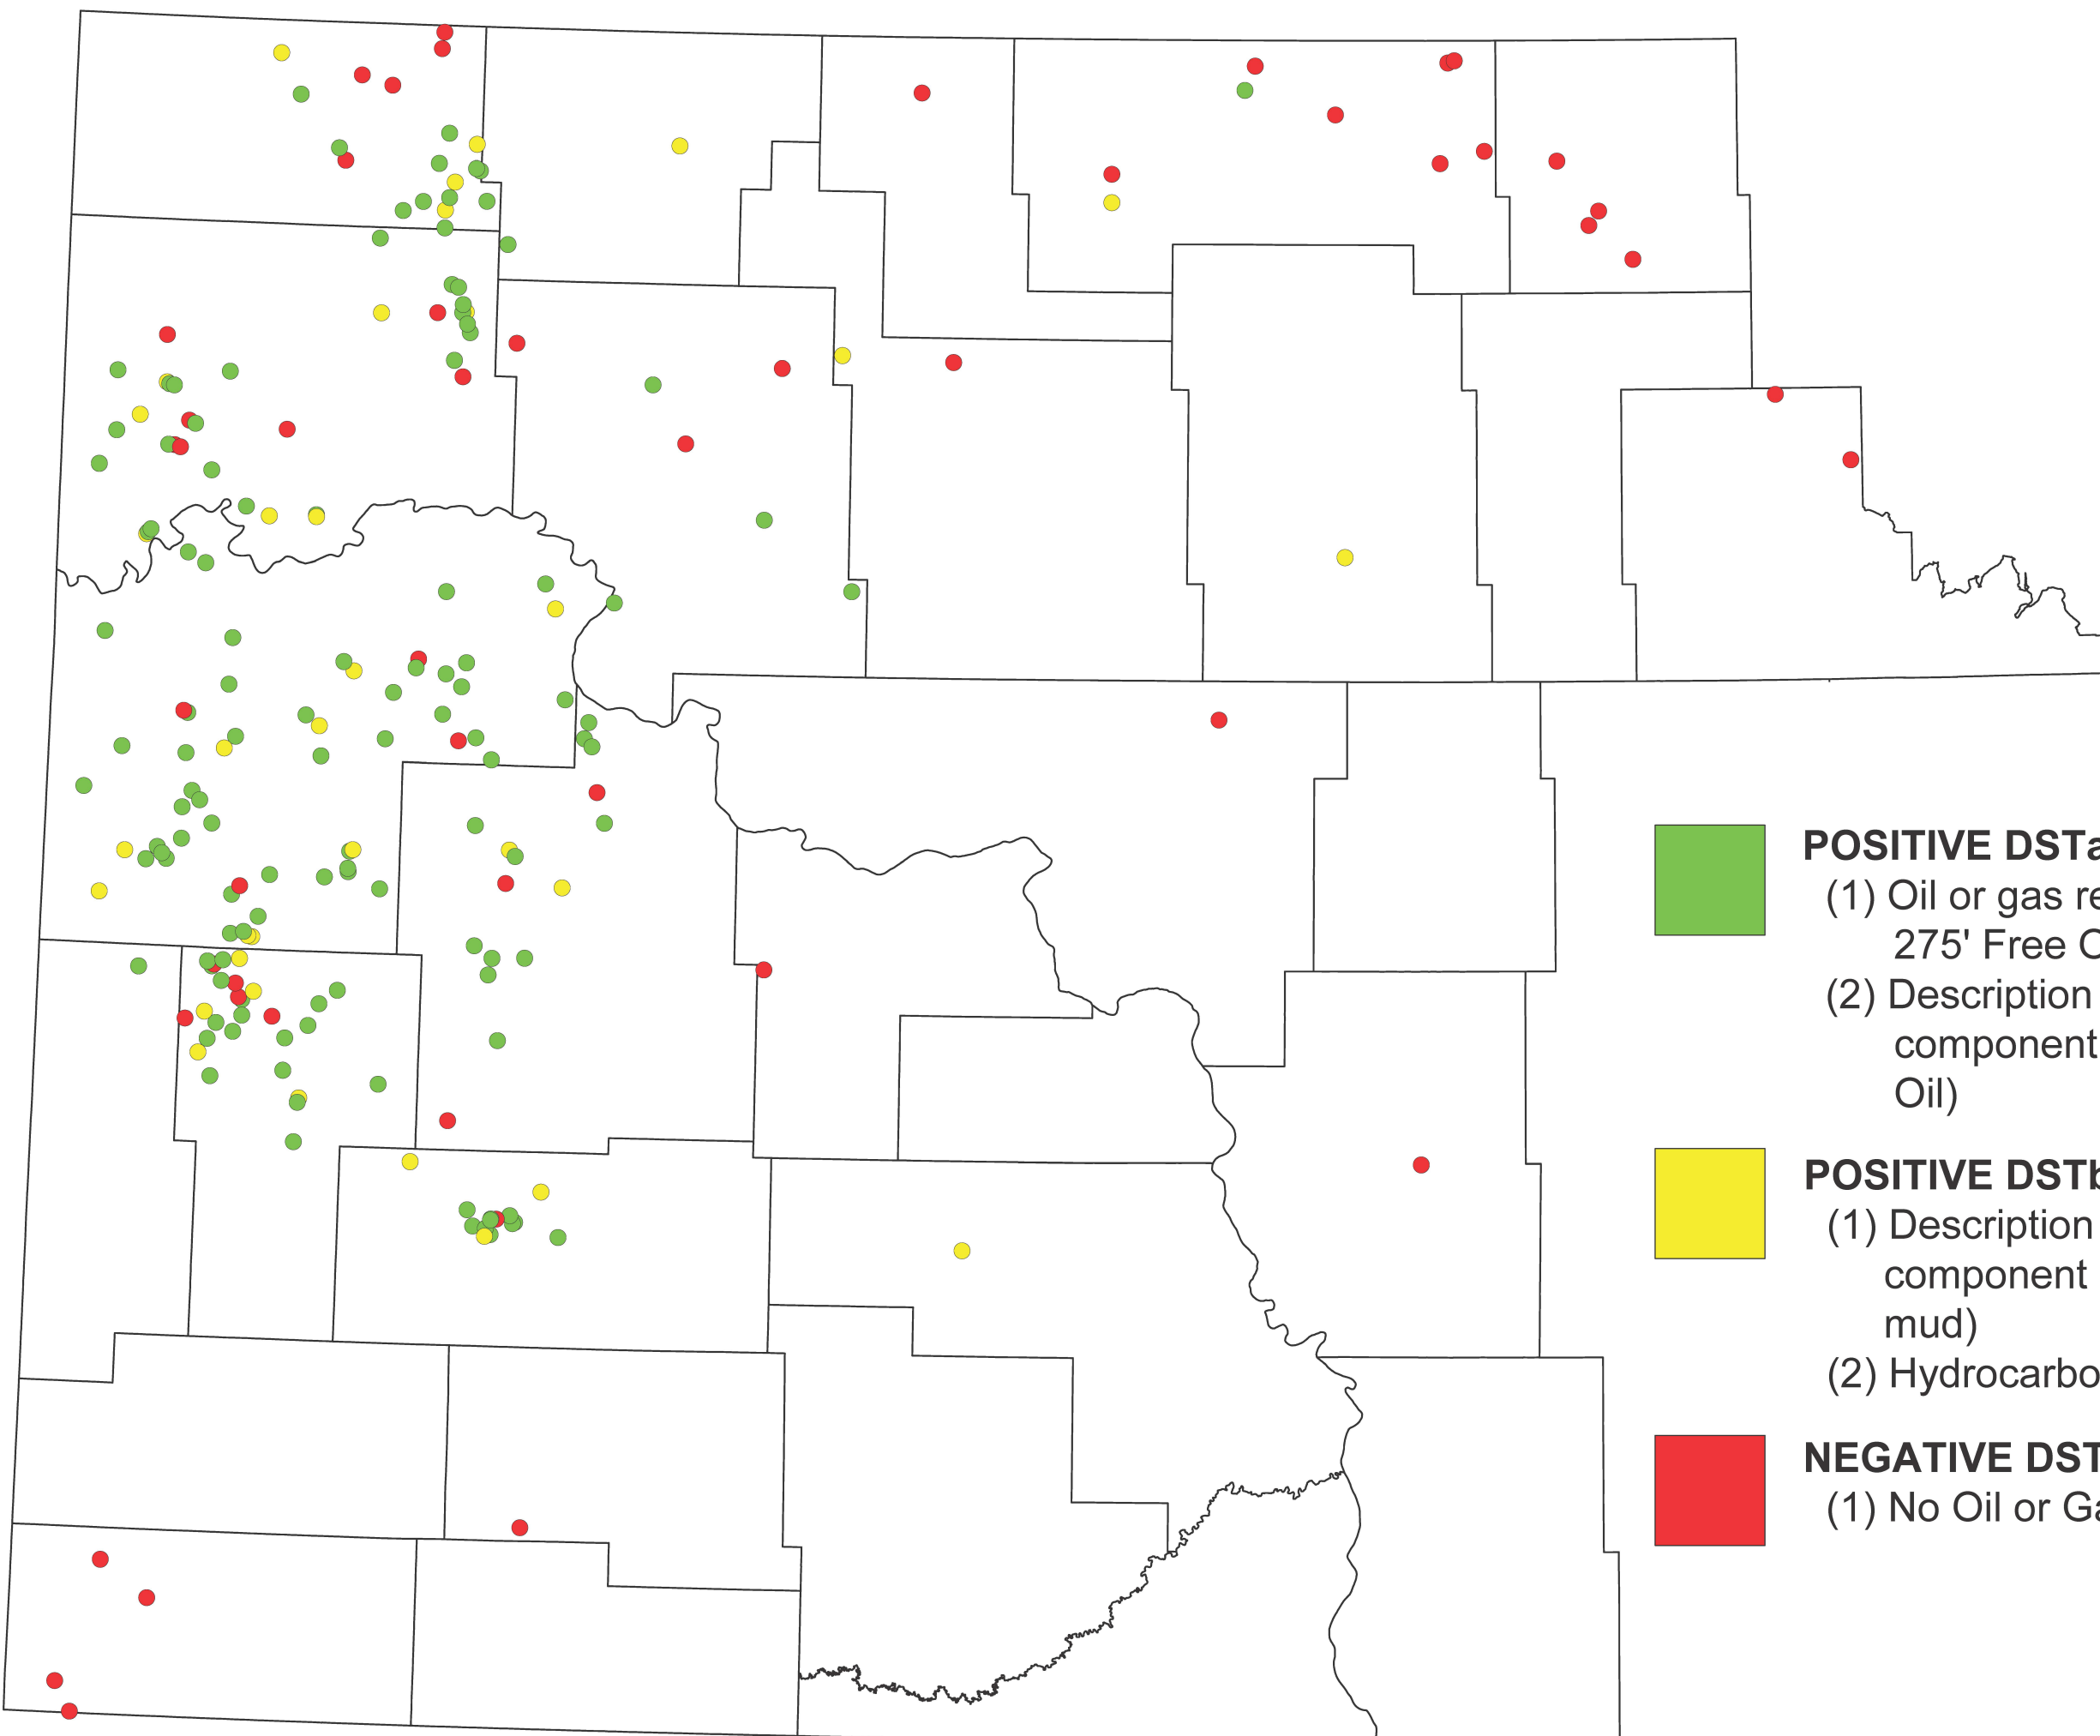 POSITIVE DSTa
(1) Oil or gas re
275' Free O
(2) Description
component
Oil)
POSITIVE DSTb
(1) Description
component
mud)
(2) Hydrocarbo
NEGATIVE DST
(1) No Oil or Ga